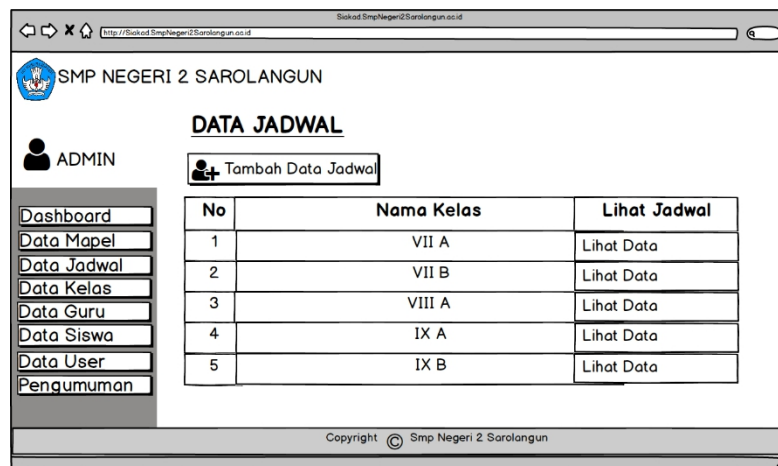 Siakad.SmpNegeri2Sarolangun.ac.id
http://Siakad.SmpNegeri2Sarolangun.ac.id
SMP NEGERI 2 SAROLANGUN
ADMIN
Dashboard
Data Mapel
Data Jadwal
Data Kelas
Data Guru
Data Siswa
Data User
Pengumuman
DATA JADWAL
Tambah Data Jadwal
No Nama Kelas Lihat Jadwal
1 VII A Lihat Data
2 VII B Lihat Data
3 VIII A Lihat Data
4 IX A Lihat Data
5 IX B Lihat Data
Copyright © Smp Negeri 2 Sarolangun